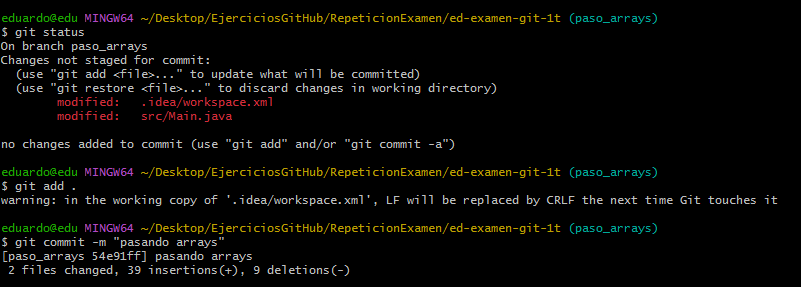 eduardo@edu MINGW64 ~/Desktop/EjerciciosGitHub/RepeticionExamen/ed-examen-git-1t (paso_arrays)
$ git status
On branch paso_arrays
Changes not staged for commit:
  (use "git add <file>..." to update what will be committed)
  (use "git restore <file>..." to discard changes in working directory)
        modified:   .idea/workspace.xml
        modified:   src/Main.java

no changes added to commit (use "git add" and/or "git commit -a")

eduardo@edu MINGW64 ~/Desktop/EjerciciosGitHub/RepeticionExamen/ed-examen-git-1t (paso_arrays)
$ git add .
warning: in the working copy of '.idea/workspace.xml', LF will be replaced by CRLF the next time Git touches it

eduardo@edu MINGW64 ~/Desktop/EjerciciosGitHub/RepeticionExamen/ed-examen-git-1t (paso_arrays)
$ git commit -m "pasando arrays"
[paso_arrays 54e91ff] pasando arrays
 2 files changed, 39 insertions(+), 9 deletions(-)